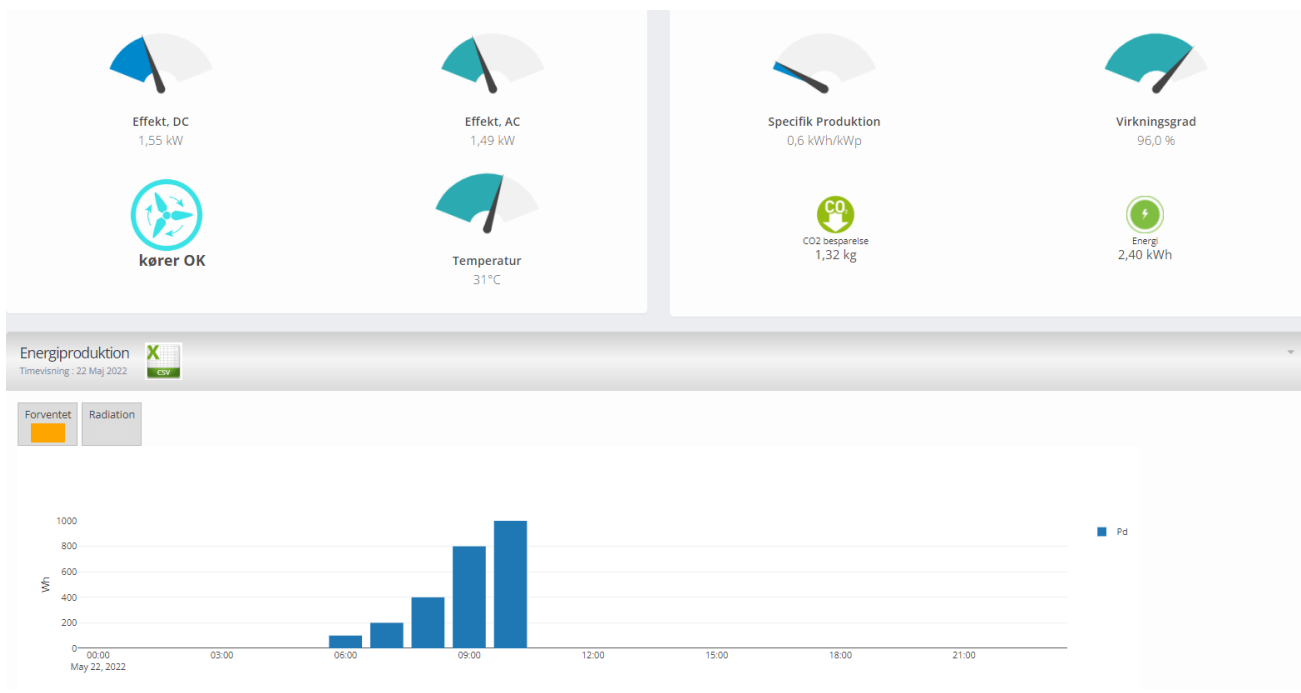 Effekt, DC
1,55 kW
Effekt, AC
1,49 kW
Specifik Produktion
0,6 kWh/kWp
Virkningsgrad
96,0 %
kører OK
Temperatur
31°C
CO2
CO2 besparelse
1,32 kg
Energi
2,40 kWh
Energiproduktion
Timevisning : 22 Maj 2022
X
CSV
Forventet
Radiation
1000
800
600
400
200
0
Wh
00:00
May 22, 2022
03:00
06:00
09:00
12:00
15:00
18:00
21:00
Pd